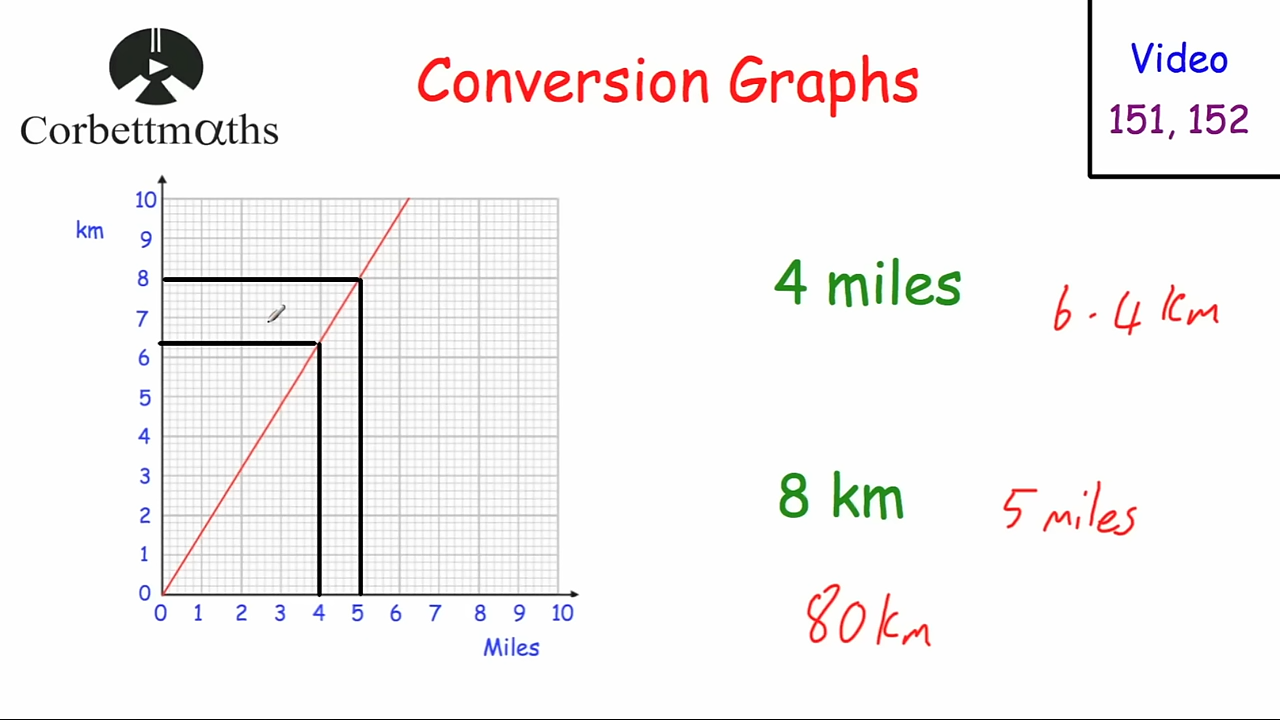 Corbettmαths
Conversion Graphs
Video
151, 152
km
10
9
8
7
6
5
4
3
2
1
0
0 1 2 3 4 5 6 7 8 9 10
Miles
4 miles 6.4 km
8 km 5 miles
80 km